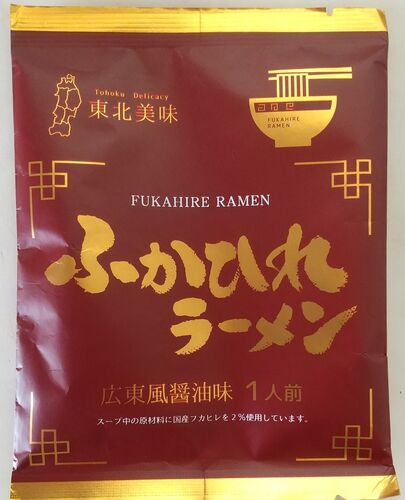 Tohoku Delicacy
東北美味
FUKAHIRE
RAMEN
FUKAHIRE RAMEN
ふかひれ
ラーメン
広東風醤油味 1人前
スープ中の原材料に国産フカヒレを2%使用しています。